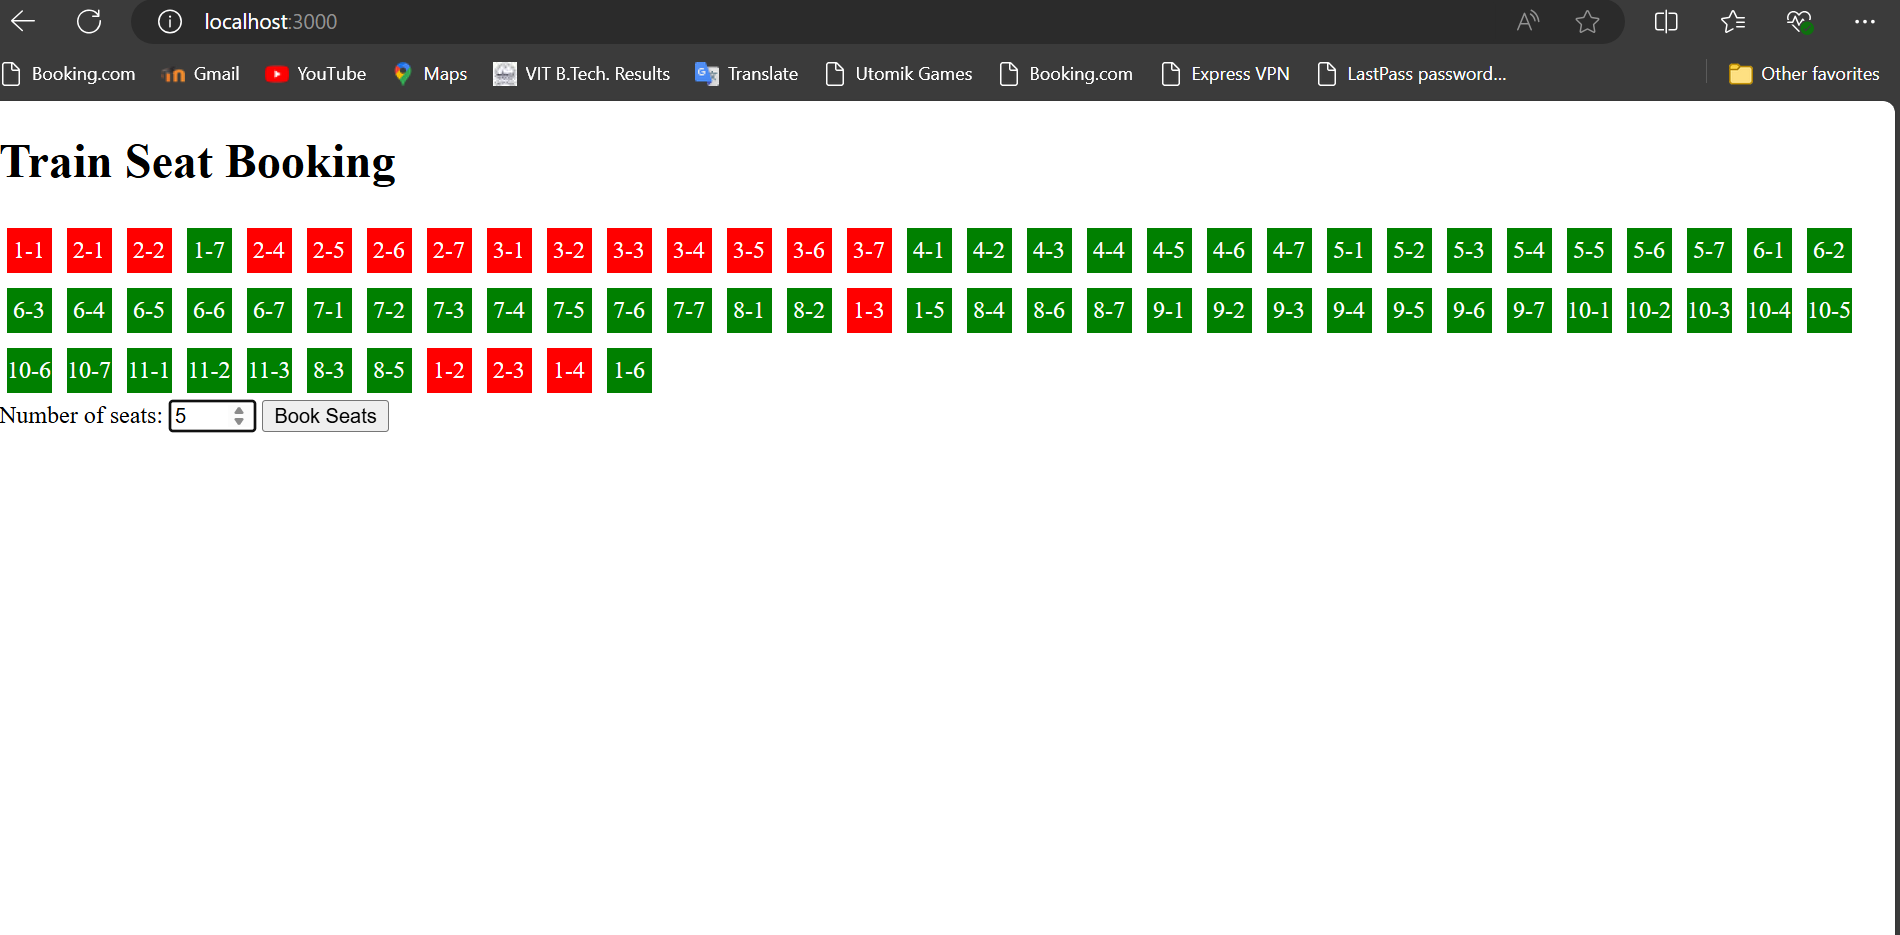 localhost:3000
Booking.com Gmail YouTube Maps VIT B.Tech. Results Translate Utomik Games Booking.com Express VPN LastPass password... Other favorites
Train Seat Booking
1-1 2-1 2-2 1-7 2-4 2-5 2-6 2-7 3-1 3-2 3-3 3-4 3-5 3-6 3-7 4-1 4-2 4-3 4-4 4-5 4-6 4-7 5-1 5-2 5-3 5-4 5-5 5-6 5-7 6-1 6-2
6-3 6-4 6-5 6-6 6-7 7-1 7-2 7-3 7-4 7-5 7-6 7-7 8-1 8-2 1-3 1-5 8-4 8-6 8-7 9-1 9-2 9-3 9-4 9-5 9-6 9-7 10-1 10-2 10-3 10-4 10-5
10-6 10-7 11-1 11-2 11-3 8-3 8-5 1-2 2-3 1-4 1-6
Number of seats: 5 Book Seats